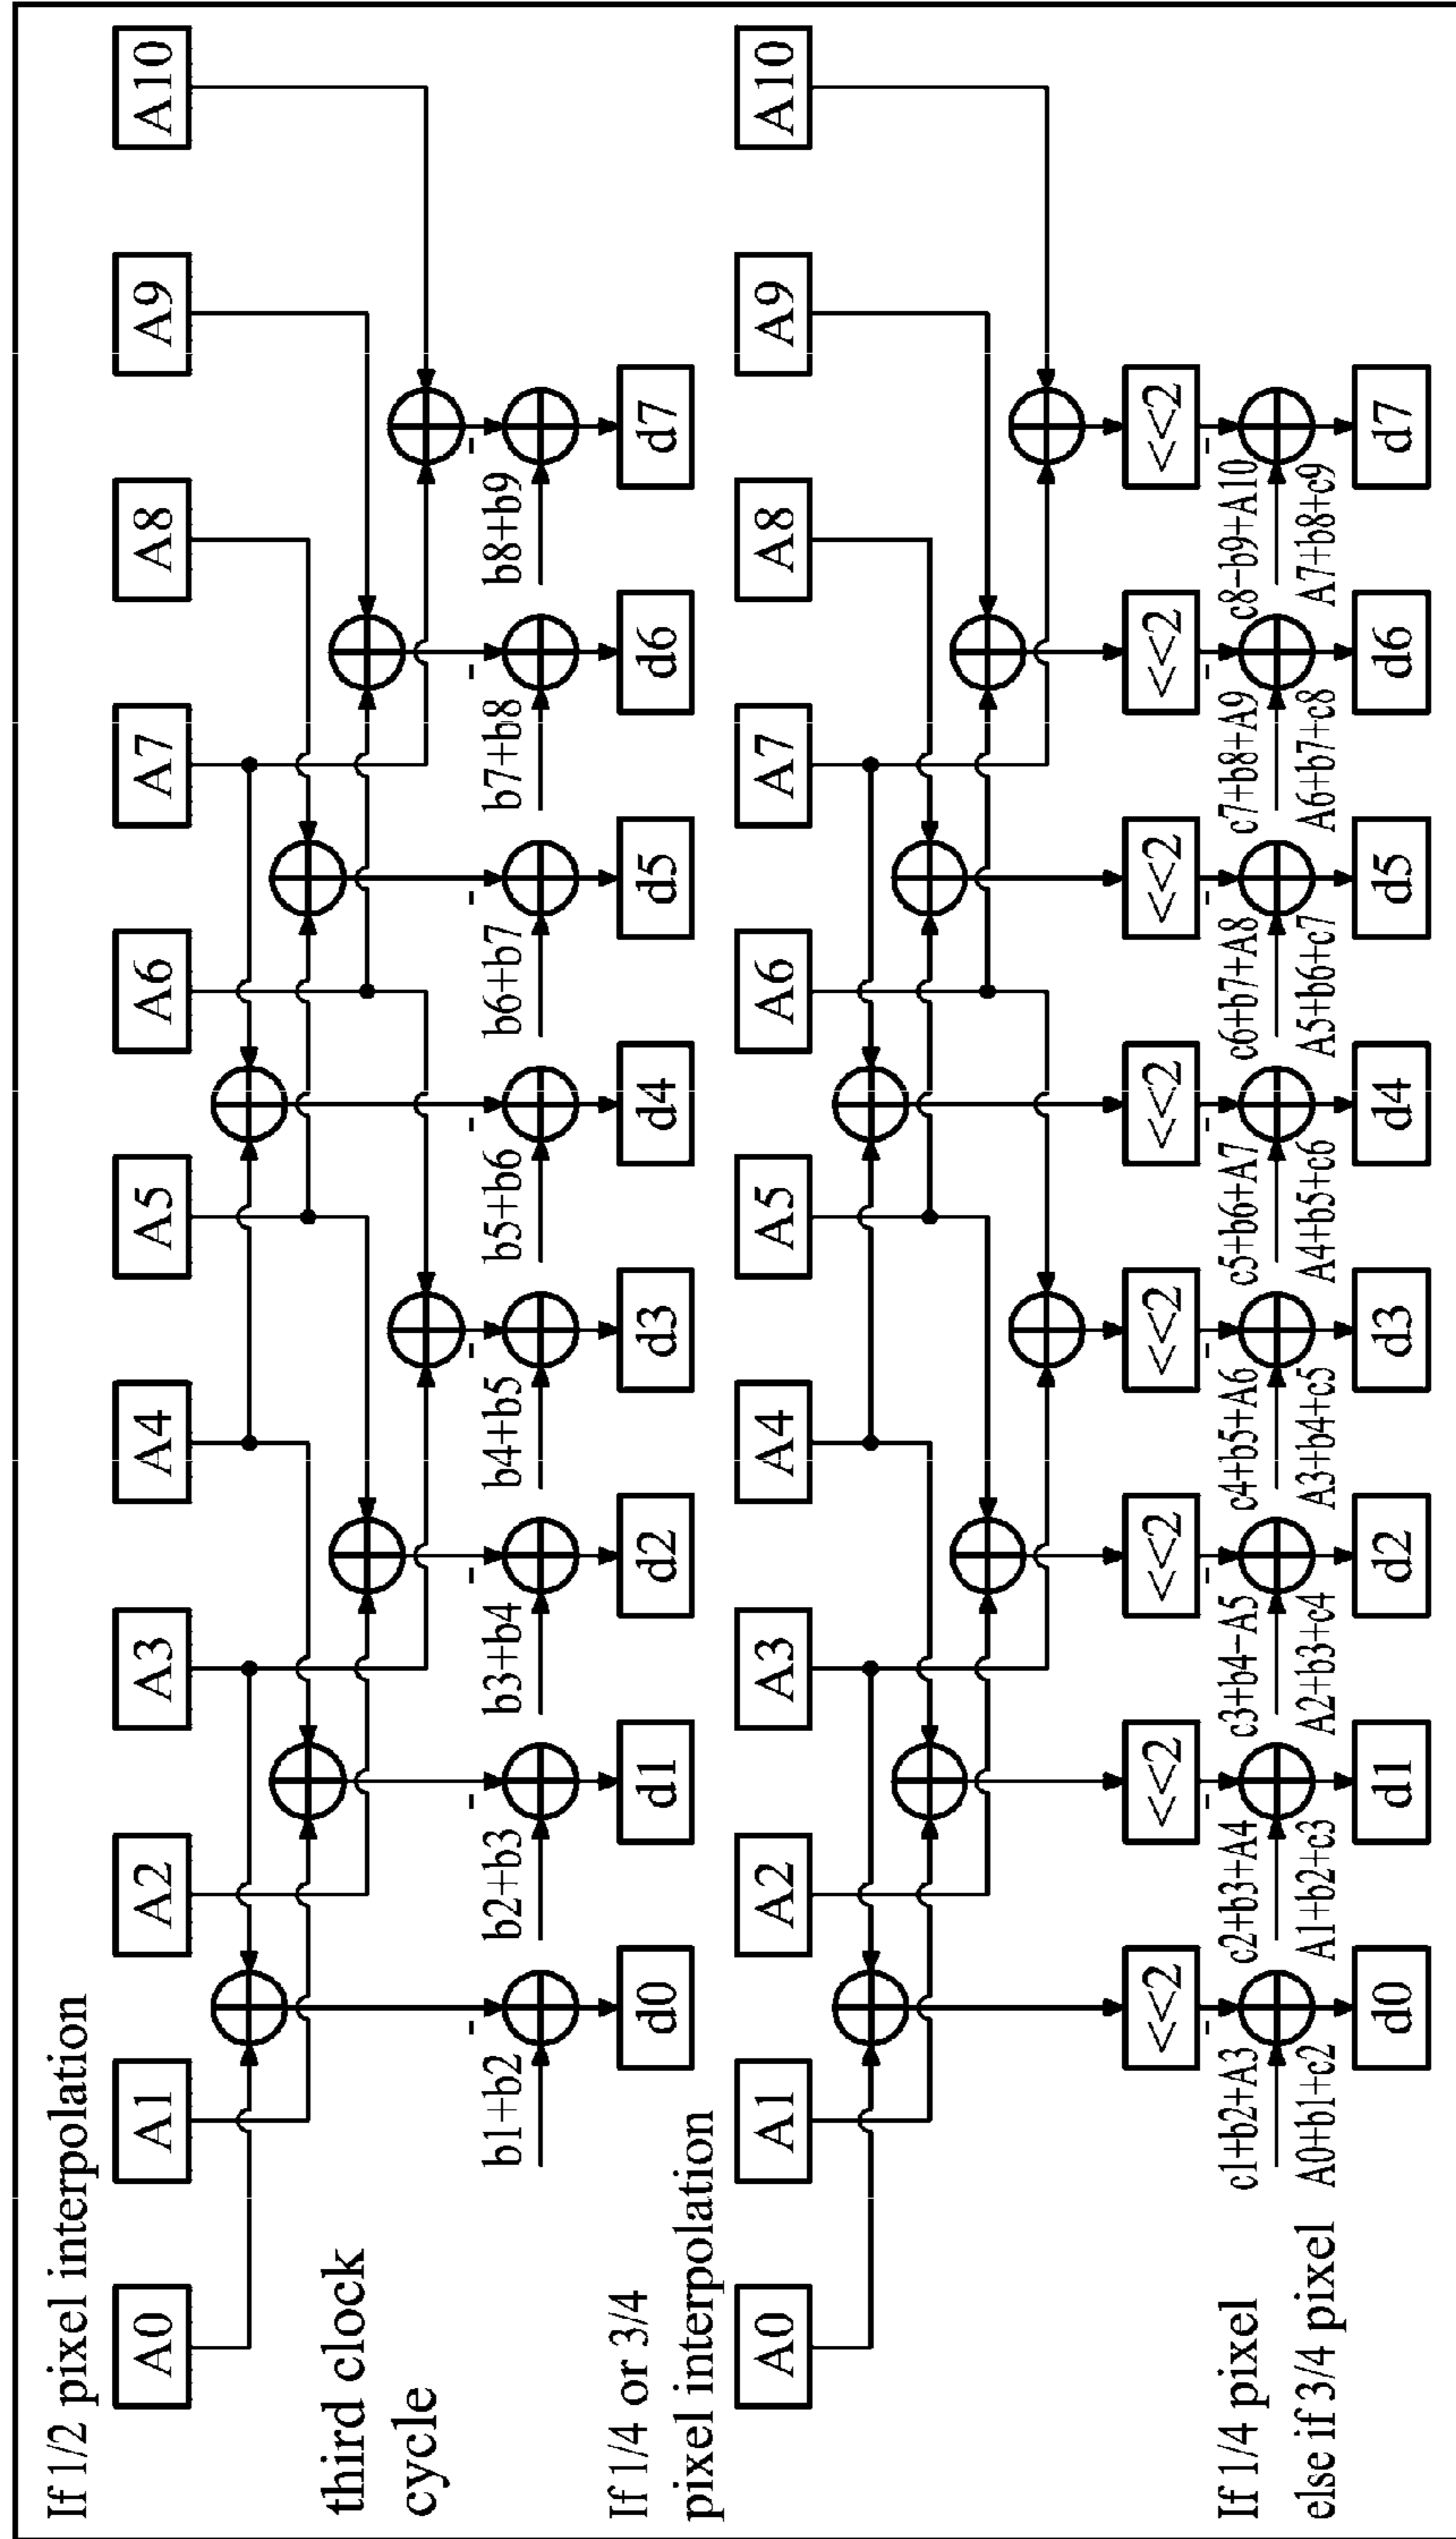 If 1/2 pixel interpolation
A0 A1 A2 A3 A4 A5 A6 A7 A8 A9 A10
third clock
cycle
- - - - - - - -
b1+b2 b2+b3 b3+b4 b4+b5 b5+b6 b6+b7 b7+b8 b8+b9
d0 d1 d2 d3 d4 d5 d6 d7
If 1/4 or 3/4
pixel interpolation
A0 A1 A2 A3 A4 A5 A6 A7 A8 A9 A10
<<2 <<2 <<2 <<2 <<2 <<2 <<2 <<2
- - - - - - - -
If 1/4 pixel
c1+b2+A3 c2+b3+A4 c3+b4-A5 c4+b5+A6 c5+b6+A7 c6+b7+A8 c7+b8+A9 c8-b9+A10
else if 3/4 pixel
A0+b1+c2 A1+b2+c3 A2+b3+c4 A3+b4+c5 A4+b5+c6 A5+b6+c7 A6+b7+c8 A7+b8+c9
d0 d1 d2 d3 d4 d5 d6 d7